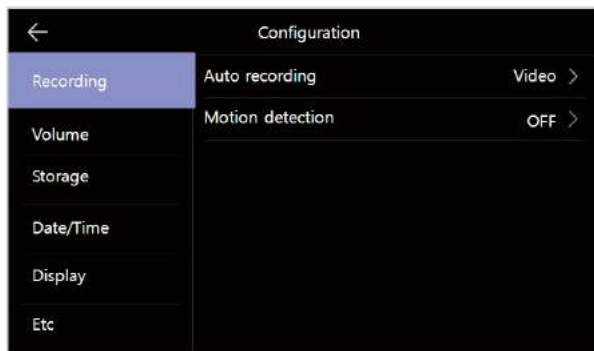 Configuration
Recording
Auto recording Video
Motion detection OFF
Volume
Storage
Date/Time
Display
Etc